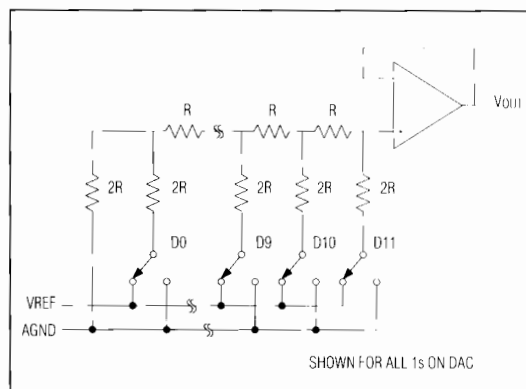 VOUT
R R R
2R 2R 2R 2R 2R
D0 D9 D10 D11
VREF
AGND
SHOWN FOR ALL 1s ON DAC